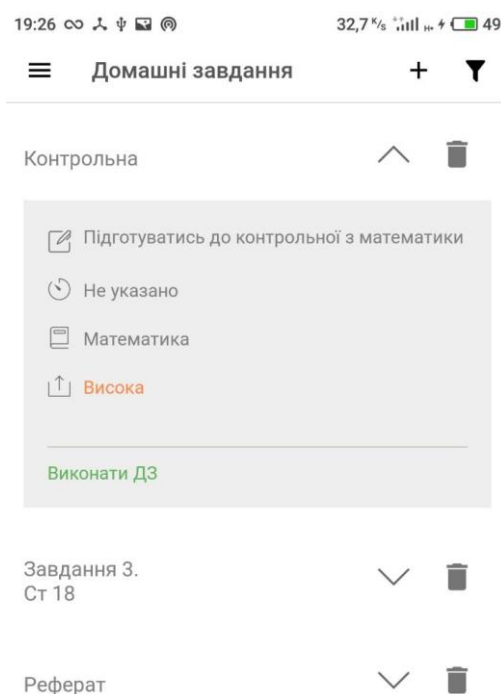 19:26 32,7 K/s H+ 49
Домашні завдання
Контрольна
Підготуватись до контрольної з математики
Не указано
Математика
Висока
Виконати ДЗ
Завдання 3.
Ст 18
Реферат